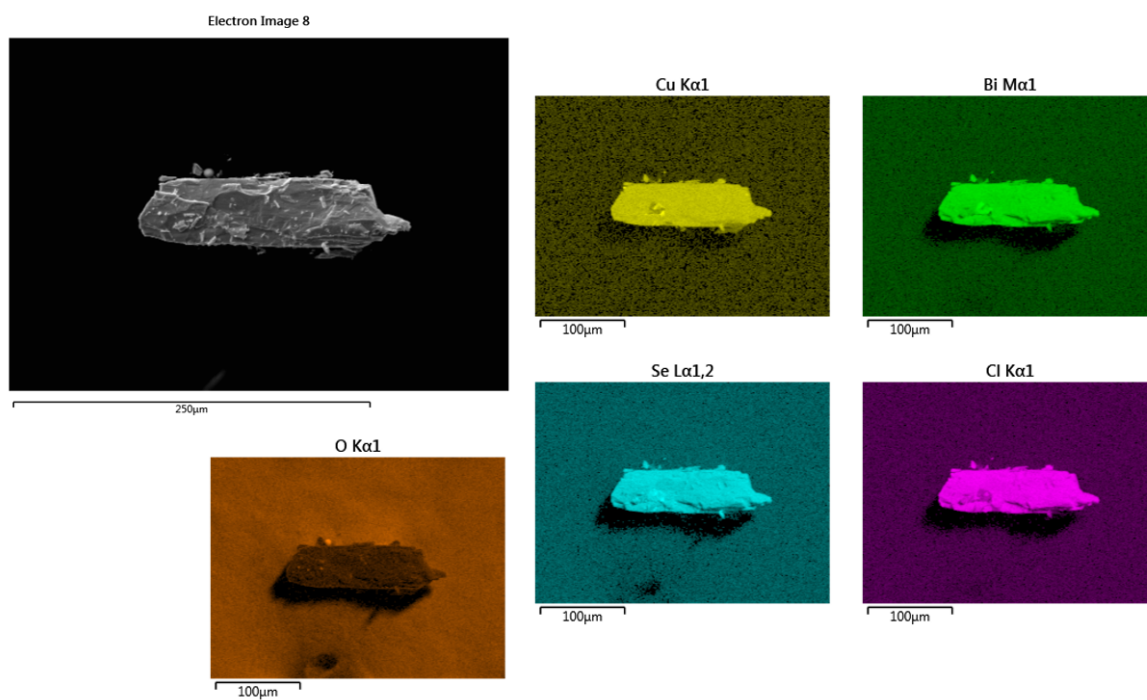 Electron Image 8
250µm
Cu Kα1
100µm
Bi Mα1
100µm
Se Lα1,2
100µm
Cl Kα1
100µm
O Kα1
100µm